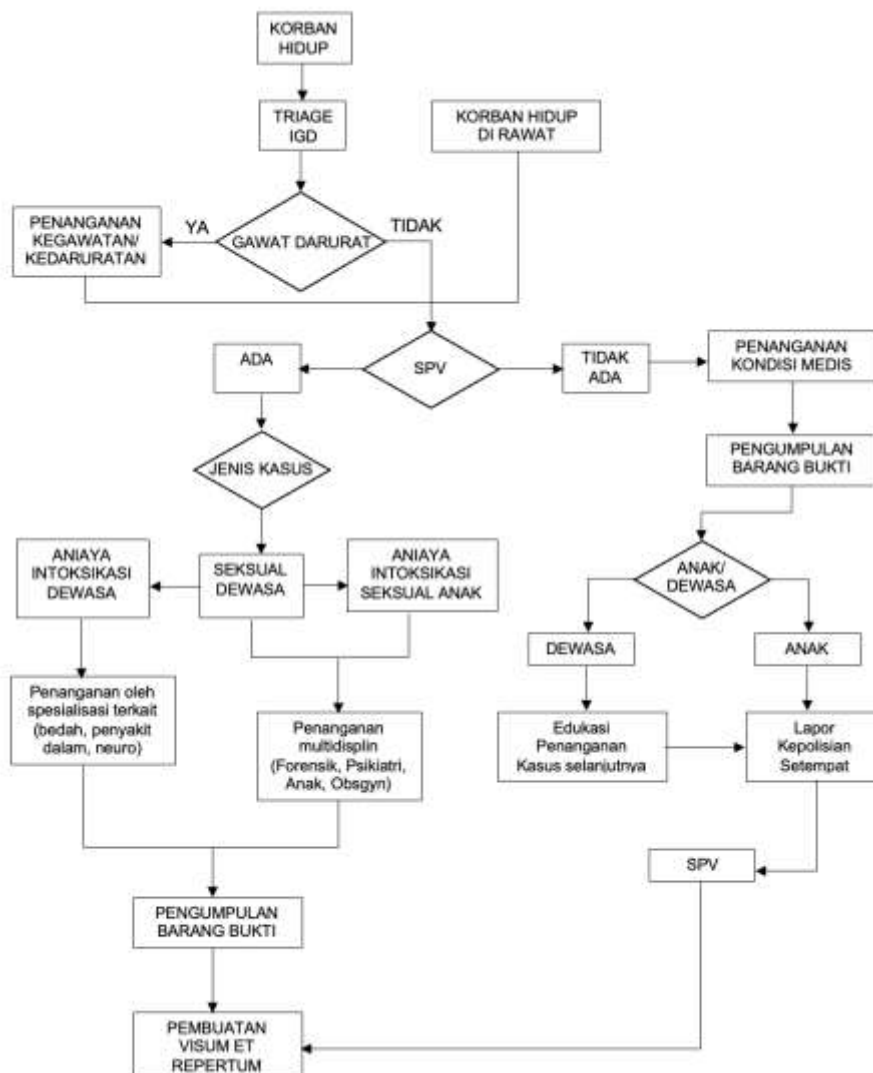 KORBAN
HIDUP
TRIAGE
IGD
KORBAN HIDUP
DI RAWAT
PENANGANAN
KEGAWATAN/
KEDARURATAN
YA
GAWAT DARURAT
TIDAK
ADA
SPV
TIDAK
ADA
PENANGANAN
KONDISI MEDIS
JENIS KASUS
PENGUMPULAN
BARANG BUKTI
ANIAYA
INTOKSIKASI
DEWASA
SEKSUAL
DEWASA
ANIAYA
INTOKSIKASI
SEKSUAL ANAK
ANAK/
DEWASA
DEWASA
ANAK
Penanganan oleh
spesialisasi terkait
(bedah, penyakit
dalam, neuro)
Penanganan
multidisplin
(Forensik, Psikiatri,
Anak, Obsgyn)
Edukasi
Penanganan
Kasus selanjutnya
Lapor
Kepolisian
Setempat
SPV
PENGUMPULAN
BARANG BUKTI
PEMBUATAN
VISUM ET
REPERTUM